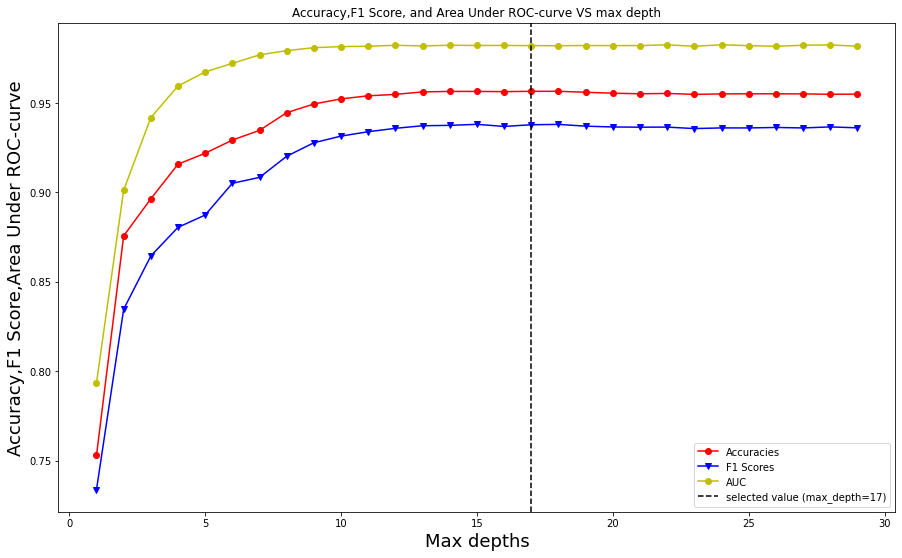 Accuracy,F1 Score, and Area Under ROC-curve VS max depth
Accuracy,F1 Score,Area Under ROC-curve
0.95
0.90
0.85
0.80
0.75
Accuracies
F1 Scores
AUC
selected value (max_depth=17)
0 5 10 15 20 25 30
Max depths